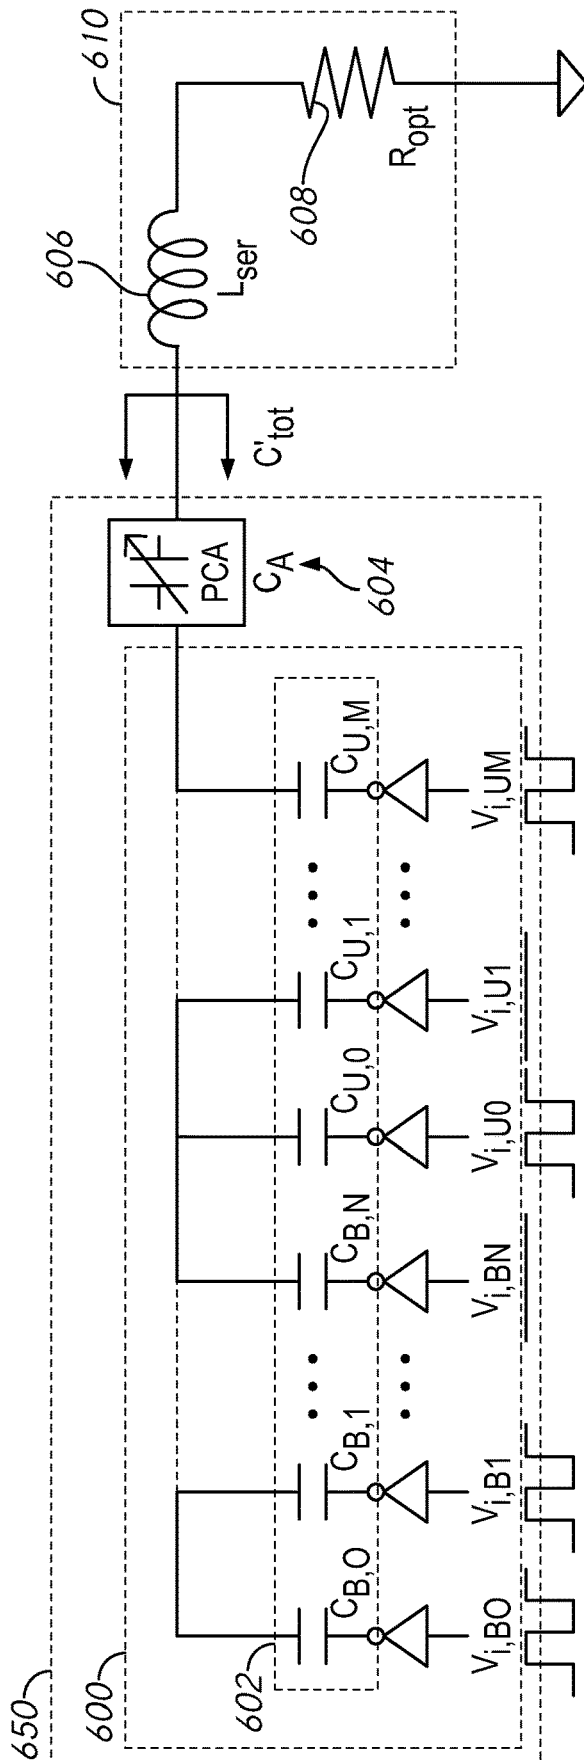 650
600
602
C_B,O
C_B,1
C_B,N
C_U,0
C_U,1
C_U,M
V_i,BO
V_i,B1
V_i,BN
V_i,U0
V_i,U1
V_i,UM
PCA
C_A
604
C'_tot
606
L_ser
610
608
R_opt